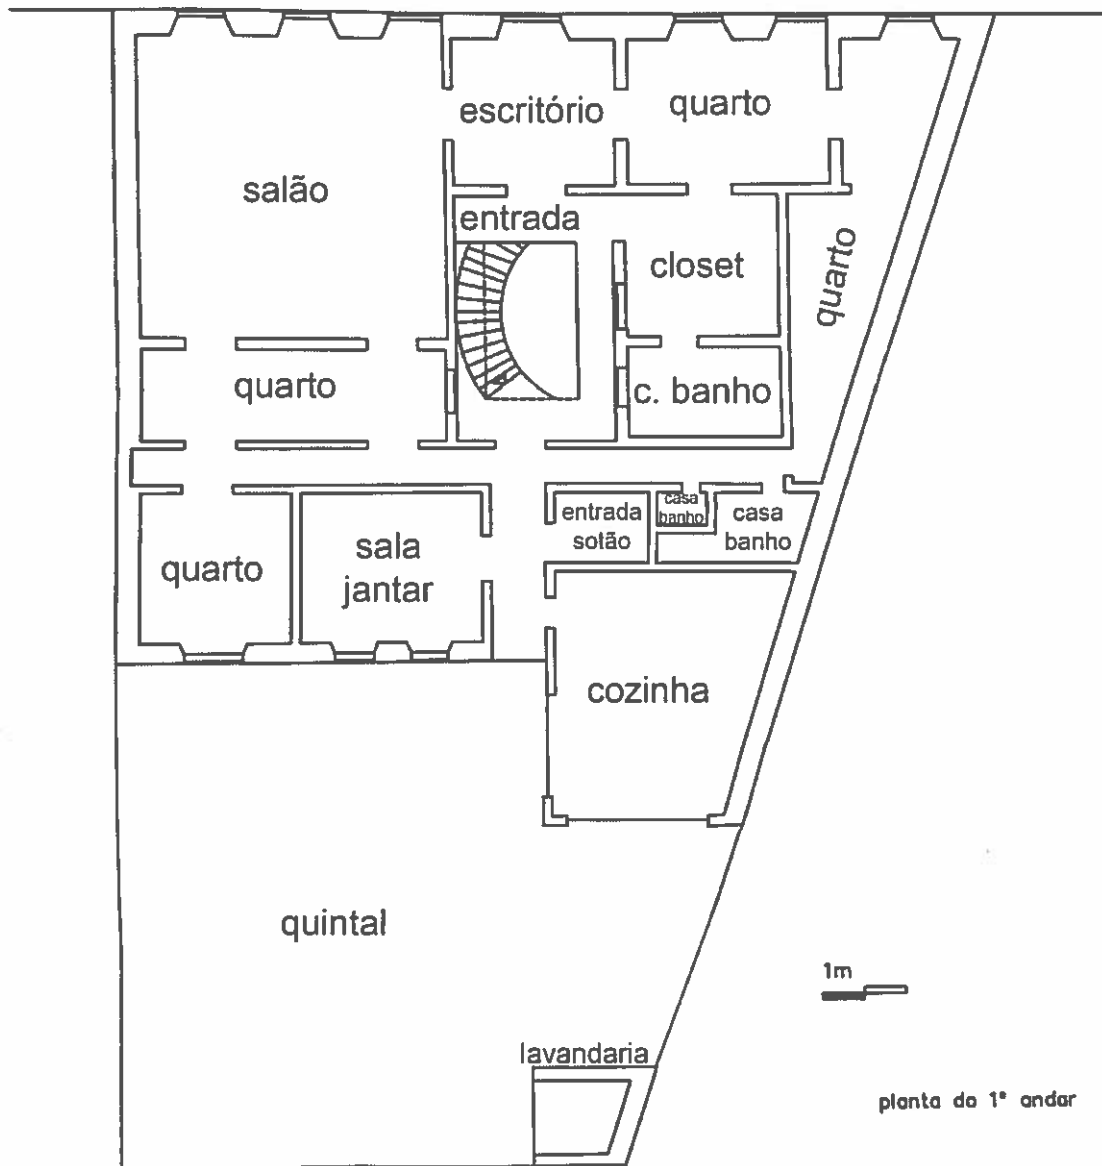 escritório
quarto
salão
entrada
closet
quarto
quarto
c. banho
entrada
sotão
casa
banho
casa
banho
quarto
sala
jantar
cozinha
quintal
1m
lavandaria
planta do 1º andar